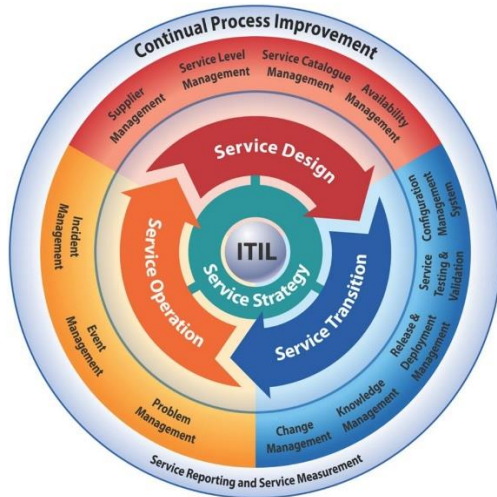 Continual Process Improvement
Supplier
Management
Service Level
Management
Service Catalogue
Management
Availability
Management
Configuration
Management
System
Service
Testing &
Validation
Release &
Deployment
Management
Knowledge
Management
Change
Management
Problem
Management
Event
Management
Incident
Management
Service Design
Service Transition
Service Operation
Service Strategy
ITIL
Service Reporting and Service Measurement